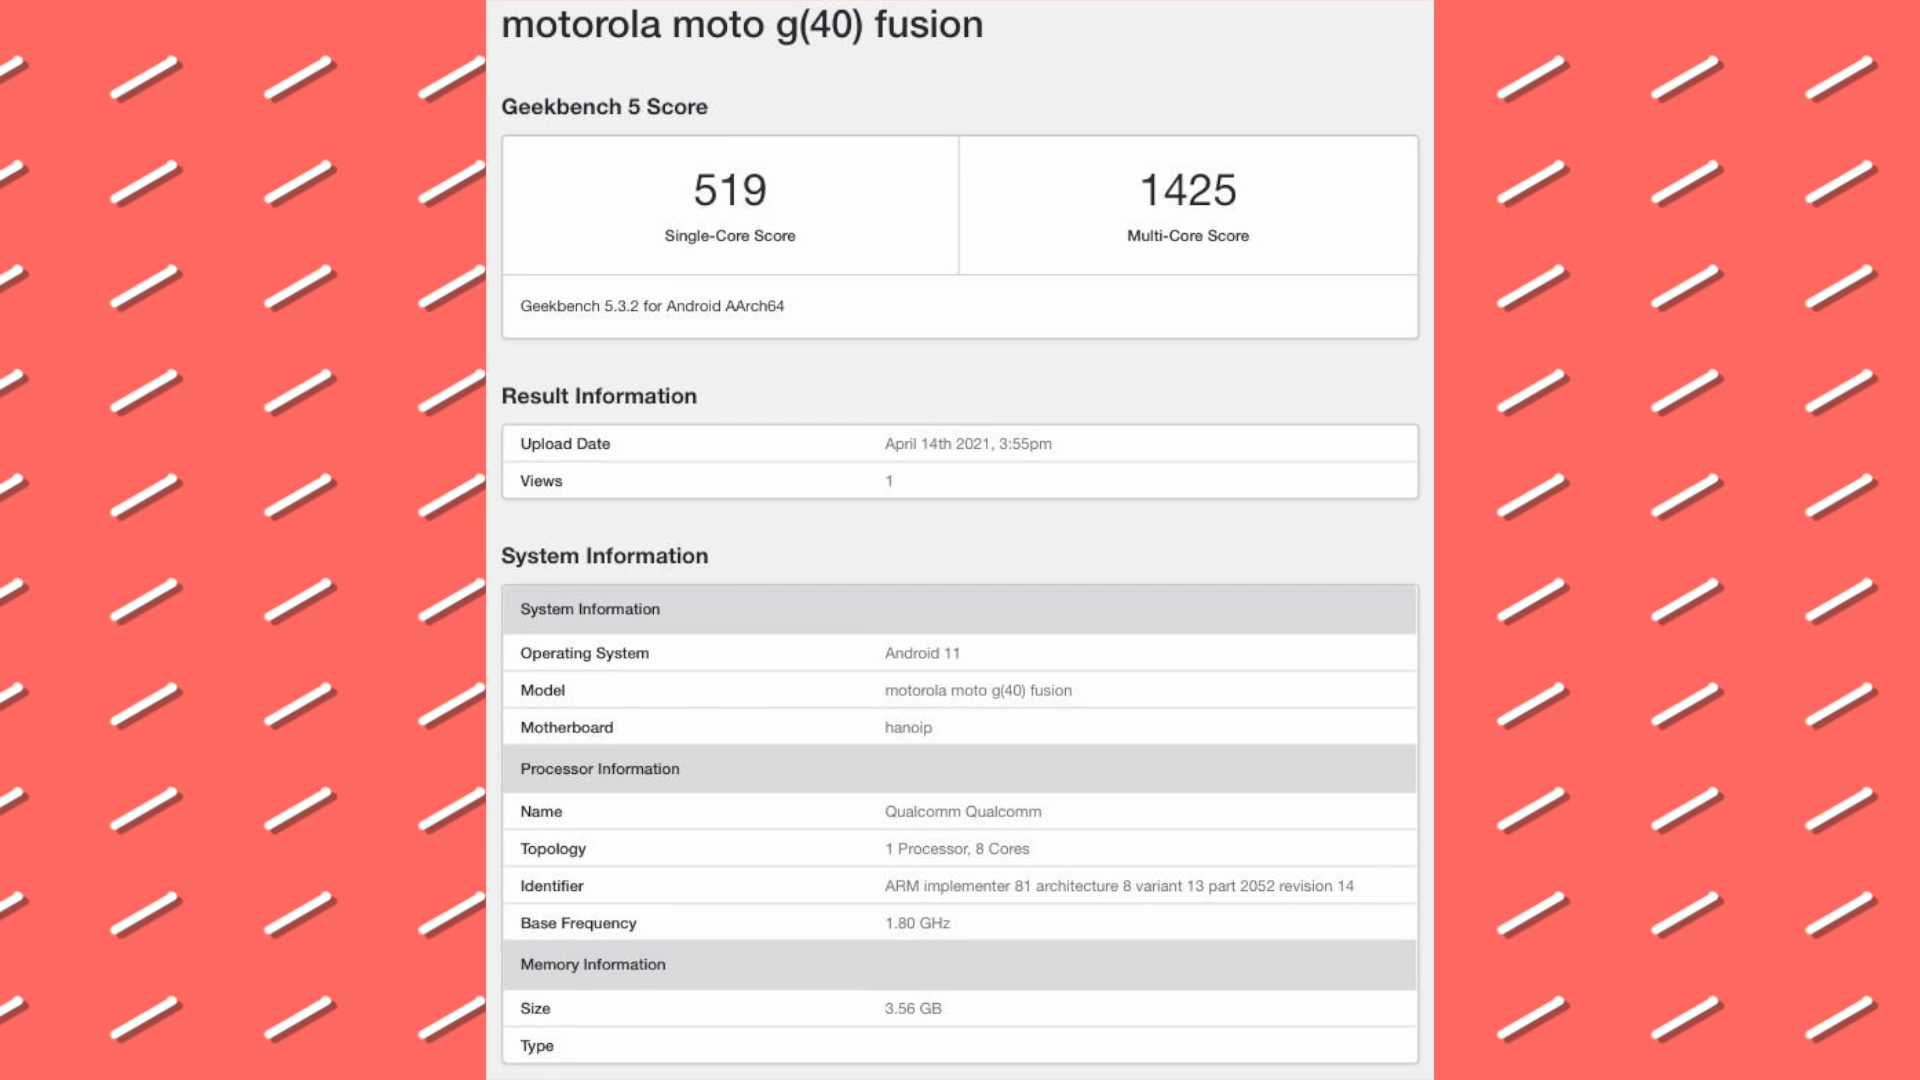 motorola moto g(40) fusion
Geekbench 5 Score
519 1425
Single-Core Score Multi-Core Score
Geekbench 5.3.2 for Android AArch64
Result Information
Upload Date April 14th 2021, 3:55pm
Views 1
System Information
System Information
Operating System Android 11
Model motorola moto g(40) fusion
Motherboard hanoip
Processor Information
Name Qualcomm Qualcomm
Topology 1 Processor, 8 Cores
Identifier ARM implementer 81 architecture 8 variant 13 part 2052 revision 14
Base Frequency 1.80 GHz
Memory Information
Size 3.56 GB
Type